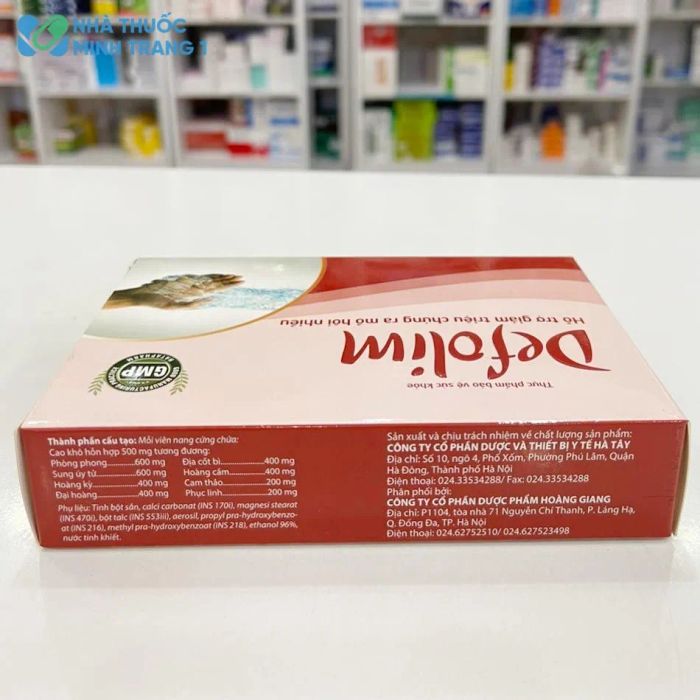 NHÀ THUỐC
MINH TRANG 1
Hỗ trợ giảm triệu chứng ra mồ hôi nhiều
Defolim
Thực phẩm bảo vệ sức khỏe
GOOD MANUFACTURING PRACTICE
GMP
HATAPHARM
Thành phần cấu tạo: Mỗi viên nang cứng chứa:
Cao khô hỗn hợp 500 mg tương đương:
Phòng phong..............600 mg Địa cốt bì...................400 mg
Sung úy tử...................600 mg Hoàng cầm................400 mg
Hoàng kỳ.....................400 mg Cam thảo...................200 mg
Đại hoàng....................400 mg Phục linh...................200 mg
Phụ liệu: Tinh bột sắn, calci carbonat (INS 170i), magnesi stearat
(INS 470i), bột talc (INS 553iii), aerosil, propyl pra-hydroxybenzo-
at (INS 216), methyl pra-hydroxybenzoat (INS 218), ethanol 96%,
nước tinh khiết.
Sản xuất và chịu trách nhiệm về chất lượng sản phẩm:
CÔNG TY CỔ PHẦN DƯỢC VÀ THIẾT BỊ Y TẾ HÀ TÂY
Địa chỉ: Số 10, ngõ 4, Phố Xốm, Phường Phú Lãm, Quận
Hà Đông, Thành phố Hà Nội
Điện thoại: 024.33534288/ Fax: 024.33534288
Phân phối bởi:
CÔNG TY CỔ PHẦN DƯỢC PHẨM HOÀNG GIANG
Địa chỉ: P1104, tòa nhà 71 Nguyễn Chí Thanh, P. Láng Hạ,
Q. Đống Đa, TP. Hà Nội
Điện thoại: 024.62752510/ 024.627523498